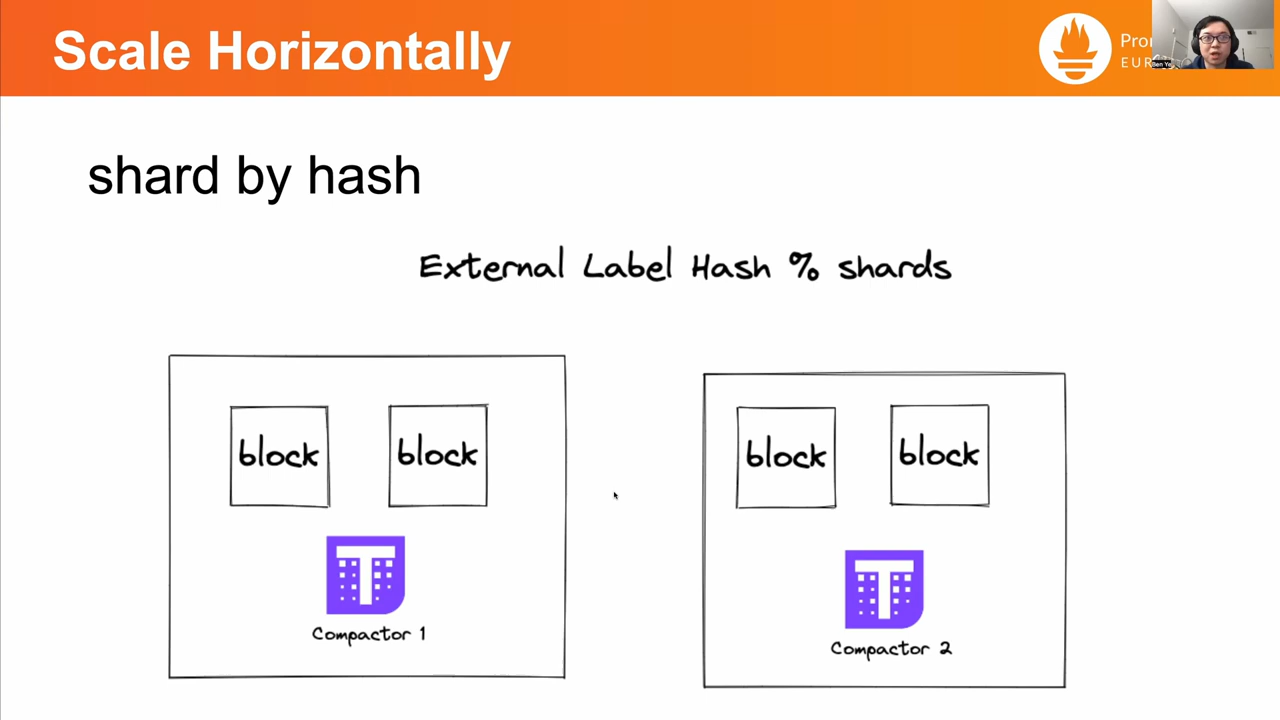 Scale Horizontally
shard by hash
External Label Hash % shards
block
block
block
block
Compactor 1
Compactor 2